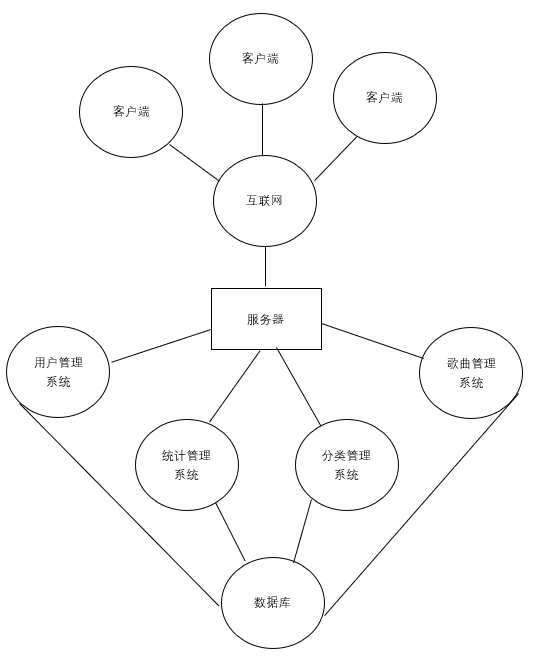 客户端
客户端
客户端
互联网
服务器
用户管理
系统
歌曲管理
系统
统计管理
系统
分类管理
系统
数据库